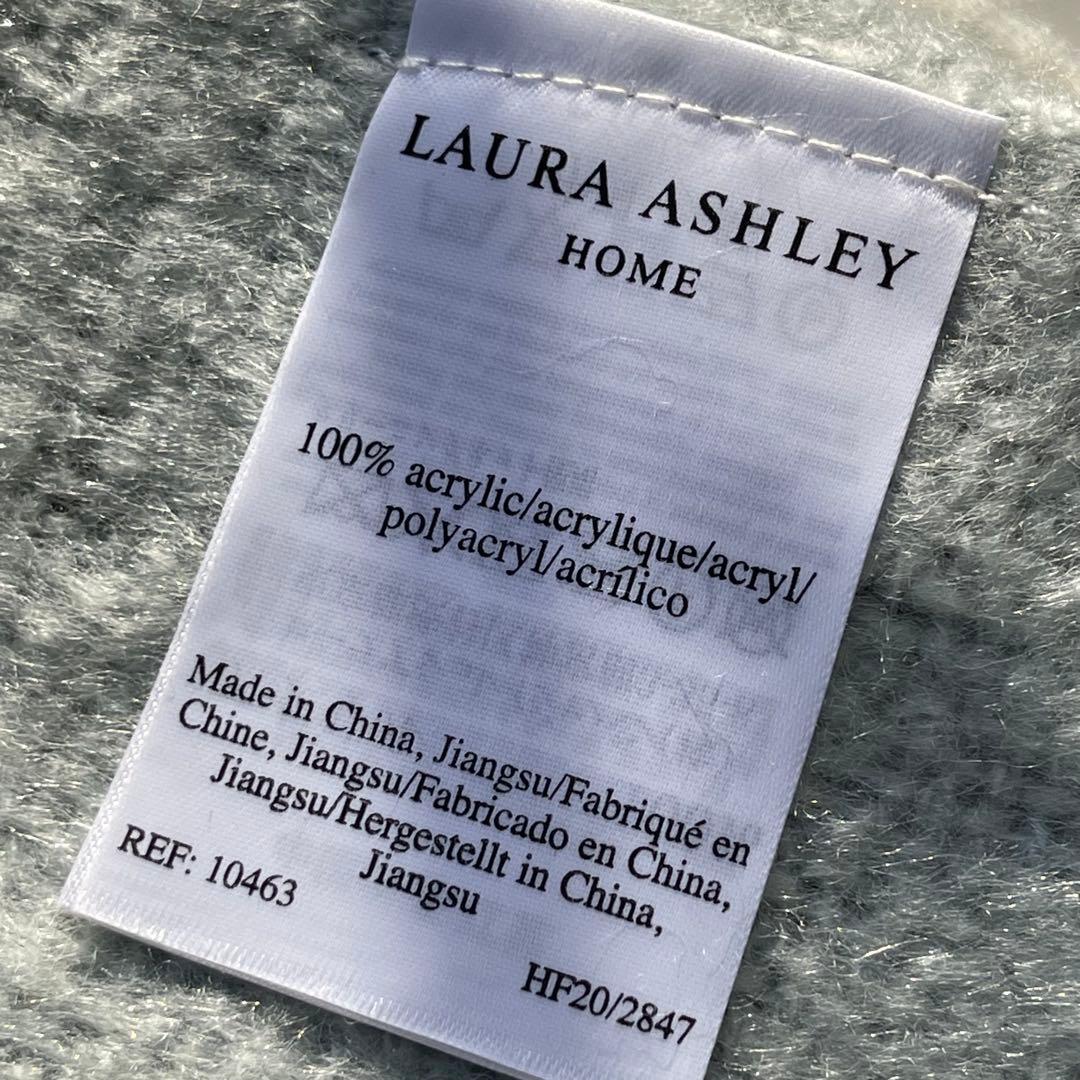 LAURA ASHLEY
HOME
100% acrylic/acrylique/acryl/
polyacryl/acrílico
Made in China, Jiangsu/Fabriqué en
Chine, Jiangsu/Fabricado en China,
Jiangsu/Hergestellt in China,
Jiangsu
REF: 10463
HF20/2847